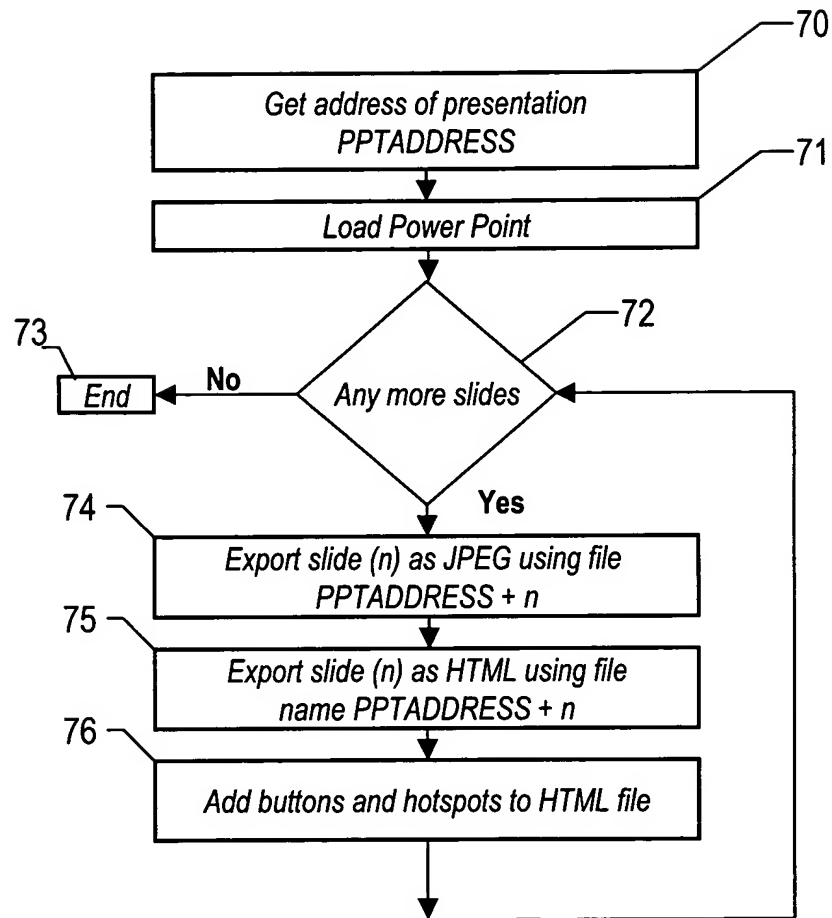 70
Get address of presentation
PPTADDRESS
71
Load Power Point
72
73
Any more slides
No
End
Yes
74
Export slide (n) as JPEG using file
PPTADDRESS + n
75
Export slide (n) as HTML using file
name PPTADDRESS + n
76
Add buttons and hotspots to HTML file